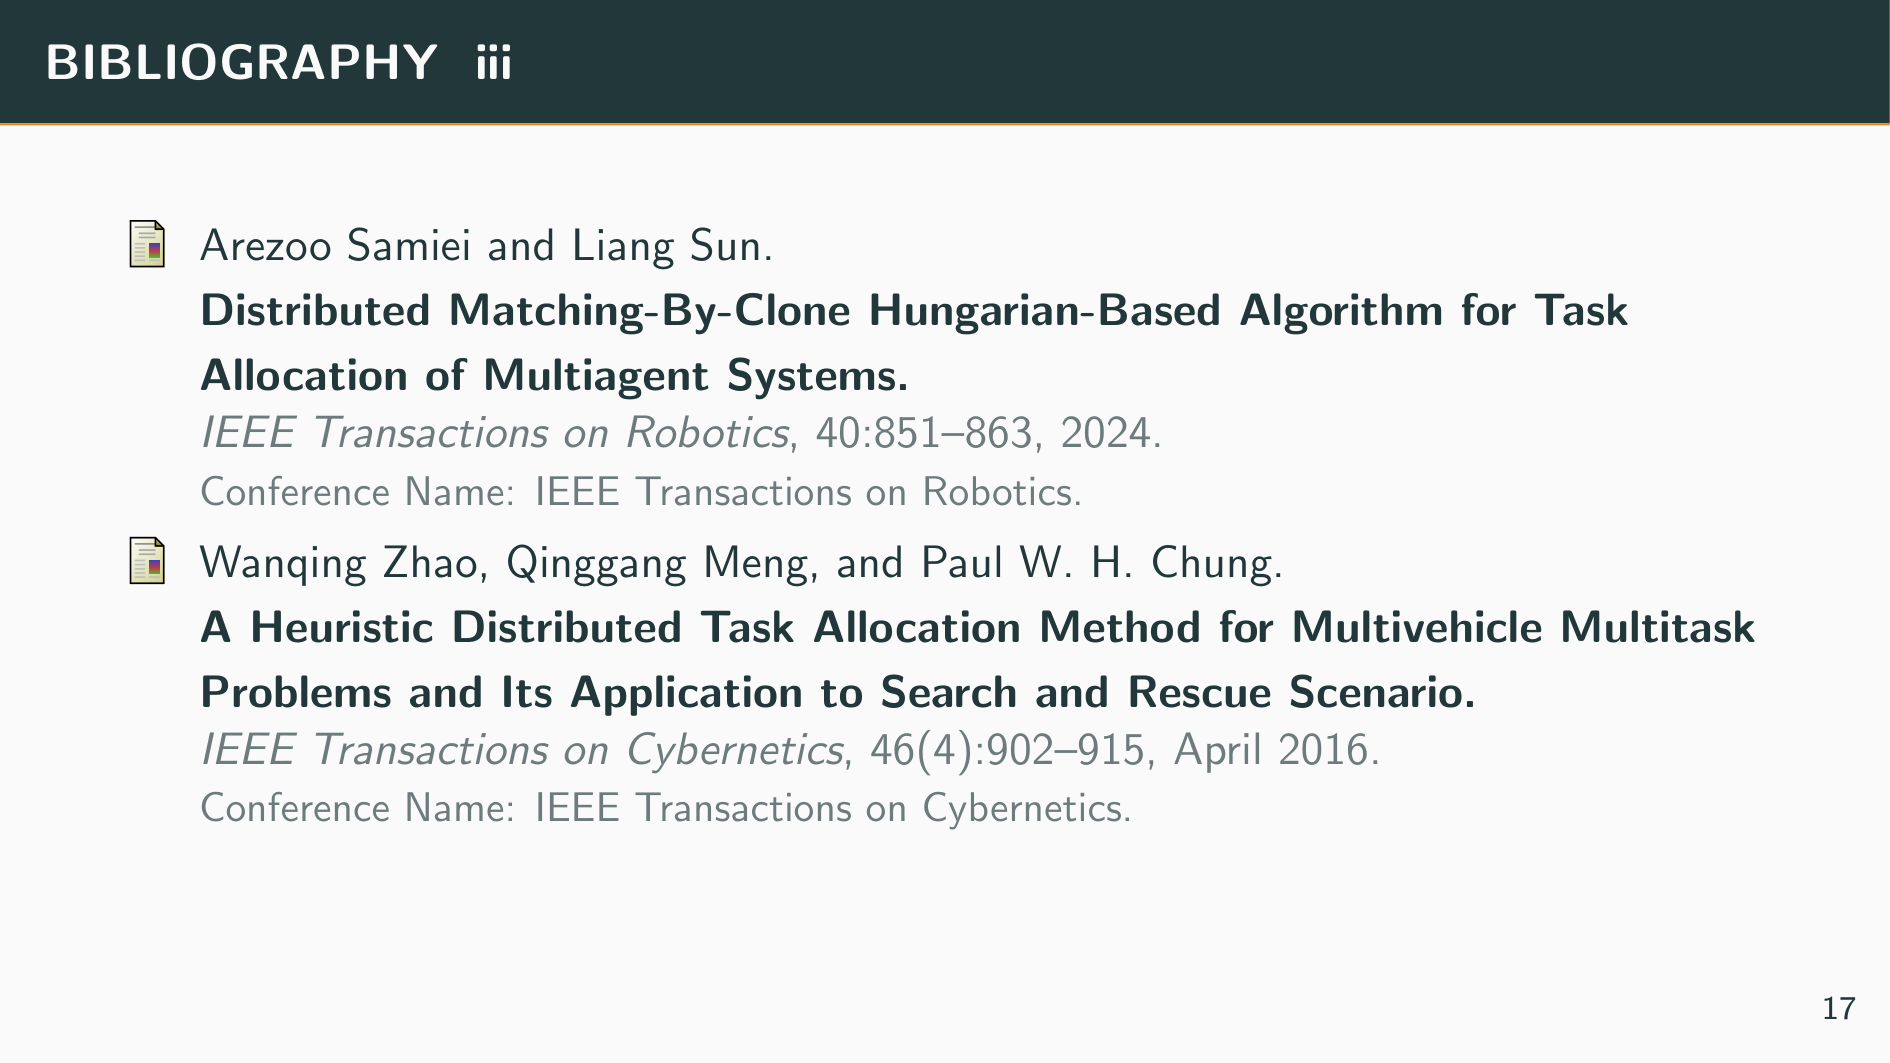 BIBLIOGRAPHY iii
Arezoo Samiei and Liang Sun.
Distributed Matching-By-Clone Hungarian-Based Algorithm for Task
Allocation of Multiagent Systems.
IEEE Transactions on Robotics, 40:851–863, 2024.
Conference Name: IEEE Transactions on Robotics.
Wanqing Zhao, Qinggang Meng, and Paul W. H. Chung.
A Heuristic Distributed Task Allocation Method for Multivehicle Multitask
Problems and Its Application to Search and Rescue Scenario.
IEEE Transactions on Cybernetics, 46(4):902–915, April 2016.
Conference Name: IEEE Transactions on Cybernetics.
17